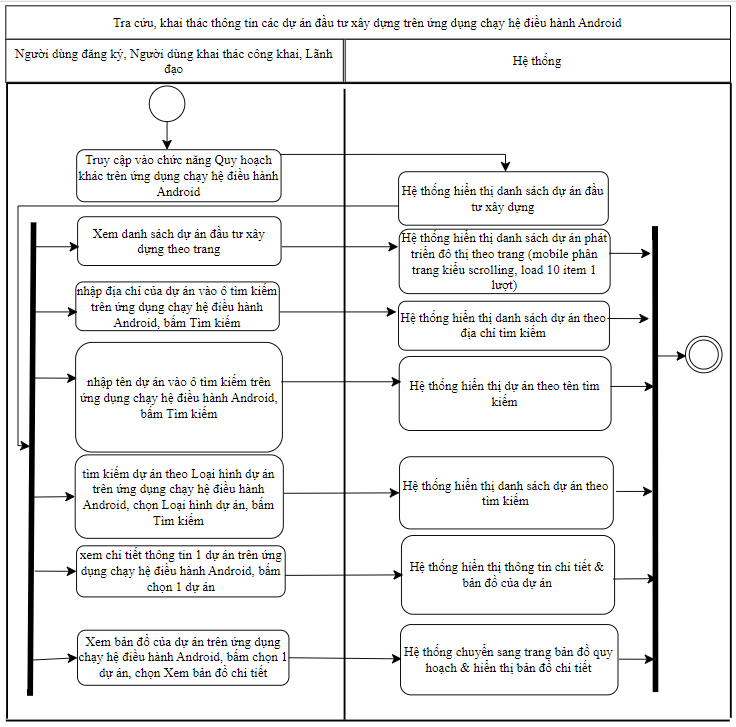 Tra cứu, khai thác thông tin các dự án đầu tư xây dựng trên ứng dụng chạy hệ điều hành Android
Người dùng đăng ký, Người dùng khai thác công khai, Lãnh
đạo
Hệ thống
Truy cập vào chức năng Quy hoạch
khác trên ứng dụng chạy hệ điều hành
Android
Hệ thống hiển thị danh sách dự án đầu
tư xây dựng
Xem danh sách dự án đầu tư xây
dựng theo trang
Hệ thống hiển thị danh sách dự án phát
triển đô thị theo trang (mobile phân
trang kiểu scrolling, load 10 item 1
lượt)
nhập địa chỉ của dự án vào ô tìm kiếm
trên ứng dụng chạy hệ điều hành
Android, bấm Tìm kiếm
Hệ thống hiển thị danh sách dự án theo
địa chỉ tìm kiếm
nhập tên dự án vào ô tìm kiếm trên
ứng dụng chạy hệ điều hành Android,
bấm Tìm kiếm
Hệ thống hiển thị dự án theo tên tìm
kiếm
tìm kiếm dự án theo Loại hình dự án
trên ứng dụng chạy hệ điều hành
Android, chọn Loại hình dự án, bấm
Tìm kiếm
Hệ thống hiển thị danh sách dự án theo
tìm kiếm
xem chi tiết thông tin 1 dự án trên ứng
dụng chạy hệ điều hành Android, bấm
chọn 1 dự án
Hệ thống hiển thị thông tin chi tiết &
bản đồ của dự án
Xem bản đồ của dự án trên ứng dụng
chạy hệ điều hành Android, bấm chọn 1
dự án, chọn Xem bản đồ chi tiết
Hệ thống chuyển sang trang bản đồ quy
hoạch & hiển thị bản đồ chi tiết